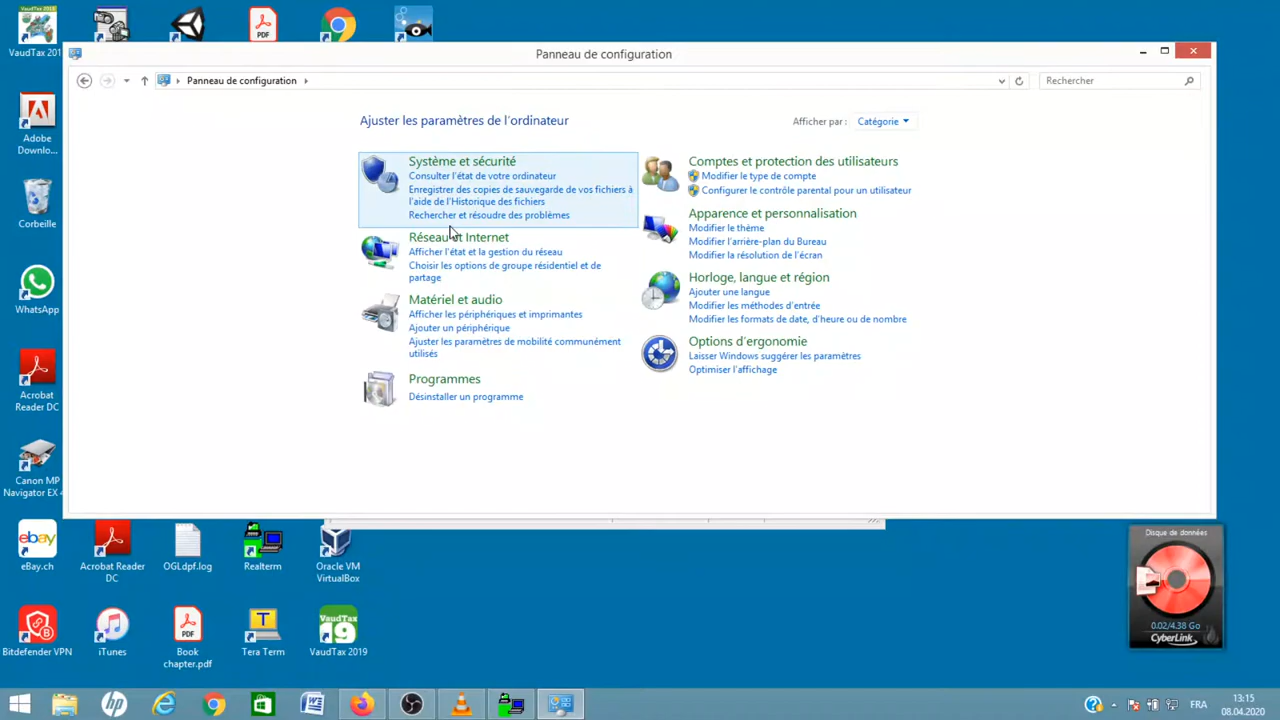 VaudTax 201
Panneau de configuration
Panneau de configuration
Rechercher
Ajuster les paramètres de l'ordinateur
Afficher par : Catégorie
Système et sécurité
Consulter l'état de votre ordinateur
Enregistrer des copies de sauvegarde de vos fichiers à
l'aide de l'Historique des fichiers
Rechercher et résoudre des problèmes
Réseau et Internet
Afficher l'état et la gestion du réseau
Choisir les options de groupe résidentiel et de
partage
Matériel et audio
Afficher les périphériques et imprimantes
Ajouter un périphérique
Ajuster les paramètres de mobilité communément
utilisés
Programmes
Désinstaller un programme
Comptes et protection des utilisateurs
Modifier le type de compte
Configurer le contrôle parental pour un utilisateur
Apparence et personnalisation
Modifier le thème
Modifier l'arrière-plan du Bureau
Modifier la résolution de l'écran
Horloge, langue et région
Ajouter une langue
Modifier les méthodes d'entrée
Modifier les formats de date, d'heure ou de nombre
Options d'ergonomie
Laisser Windows suggérer les paramètres
Optimiser l'affichage
PDF
Adobe
Downlo...
Corbeille
WhatsApp
Acrobat
Reader DC
Canon MP
Navigator EX 4
ebay
eBay.ch
Acrobat Reader
DC
OGLdpf.log
Realterm
Oracle VM
VirtualBox
Bitdefender VPN
iTunes
PDF
Book
chapter.pdf
T
Tera Term
19
VaudTax 2019
Disque de données
0.02/4.38 Go
CyberLink
FR
13:15
08.04.2020